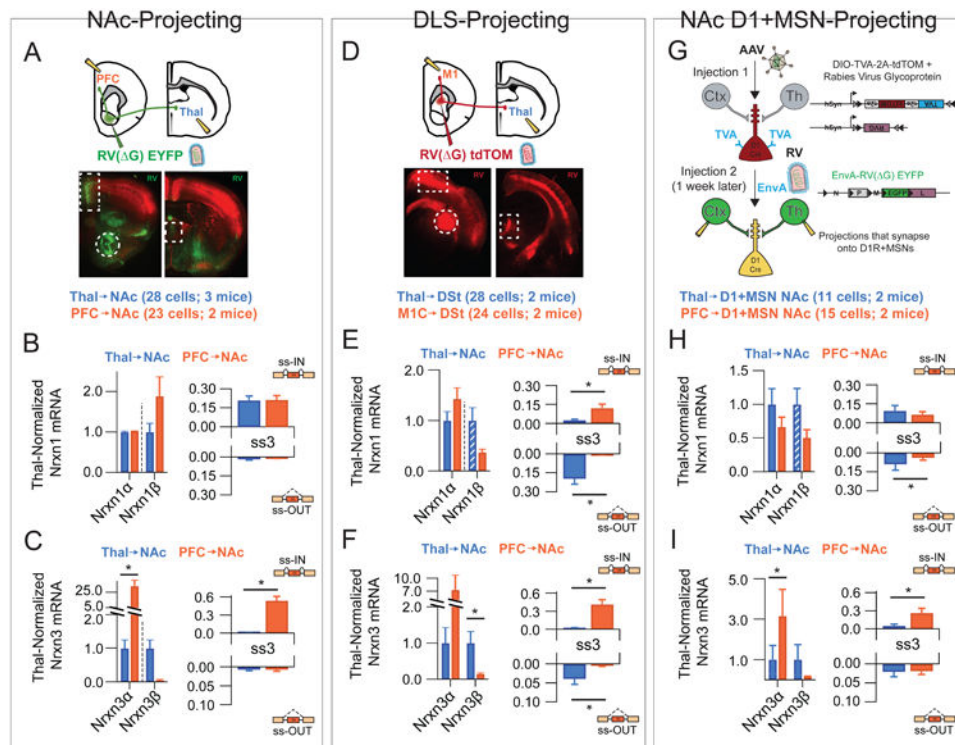 NAc-Projecting
A
PFC
Thal
RV(ΔG) EYFP
RV
RV
Thal→NAc (28 cells; 3 mice)
PFC→NAc (23 cells; 2 mice)
B
Thal→NAc PFC→NAc
ss-IN
Thal-Normalized
Nrxn1 mRNA
2.0
1.0
0.0
Nrxn1α
Nrxn1β
0.30
0.15
0.00
ss3
0.00
0.15
0.30
ss-OUT
C
Thal→NAc PFC→NAc
ss-IN
Thal-Normalized
Nrxn3 mRNA
25.0
5.0
2.0
1.0
0.0
*
Nrxn3α
Nrxn3β
0.6
0.3
0.0
*
ss3
0.00
0.05
0.10
ss-OUT
DLS-Projecting
D
M1
Thal
RV(ΔG) tdTOM
RV
RV
Thal→DSt (28 cells; 2 mice)
M1C→DSt (24 cells; 2 mice)
E
Thal→NAc PFC→NAc
ss-IN
Thal-Normalized
Nrxn1 mRNA
2.0
1.0
0.0
Nrxn1α
Nrxn1β
0.30
0.15
0.00
*
ss3
0.00
0.15
0.30
*
ss-OUT
F
Thal→NAc PFC→NAc
ss-IN
Thal-Normalized
Nrxn3 mRNA
10.0
5.0
2.0
1.0
0.0
*
Nrxn3α
Nrxn3β
0.6
0.3
0.0
*
ss3
0.00
0.05
0.10
*
ss-OUT
NAc D1+MSN-Projecting
G
AAV
Injection 1
Ctx
Th
TVA
TVA
RV
Injection 2
(1 week later)
EnvA
Ctx
Th
D1
Cre
DIO-TVA-2A-tdTOM +
Rabies Virus Glycoprotein
hSyn
TVA
hSyn
EnvA-RV(ΔG) EYFP
N P M EGFP L
Projections that synapse
onto D1R+MSNs
Thal→D1+MSN NAc (11 cells; 2 mice)
PFC→D1+MSN NAc (15 cells; 2 mice)
H
Thal→NAc PFC→NAc
ss-IN
Thal-Normalized
Nrxn1 mRNA
1.5
1.0
0.5
0.0
Nrxn1α
Nrxn1β
0.30
0.15
0.00
ss3
0.00
0.15
0.30
*
ss-OUT
I
Thal→NAc PFC→NAc
ss-IN
Thal-Normalized
Nrxn3 mRNA
5.0
3.0
1.0
*
Nrxn3α
Nrxn3β
0.6
0.3
0.0
*
ss3
0.00
0.05
0.10
ss-OUT